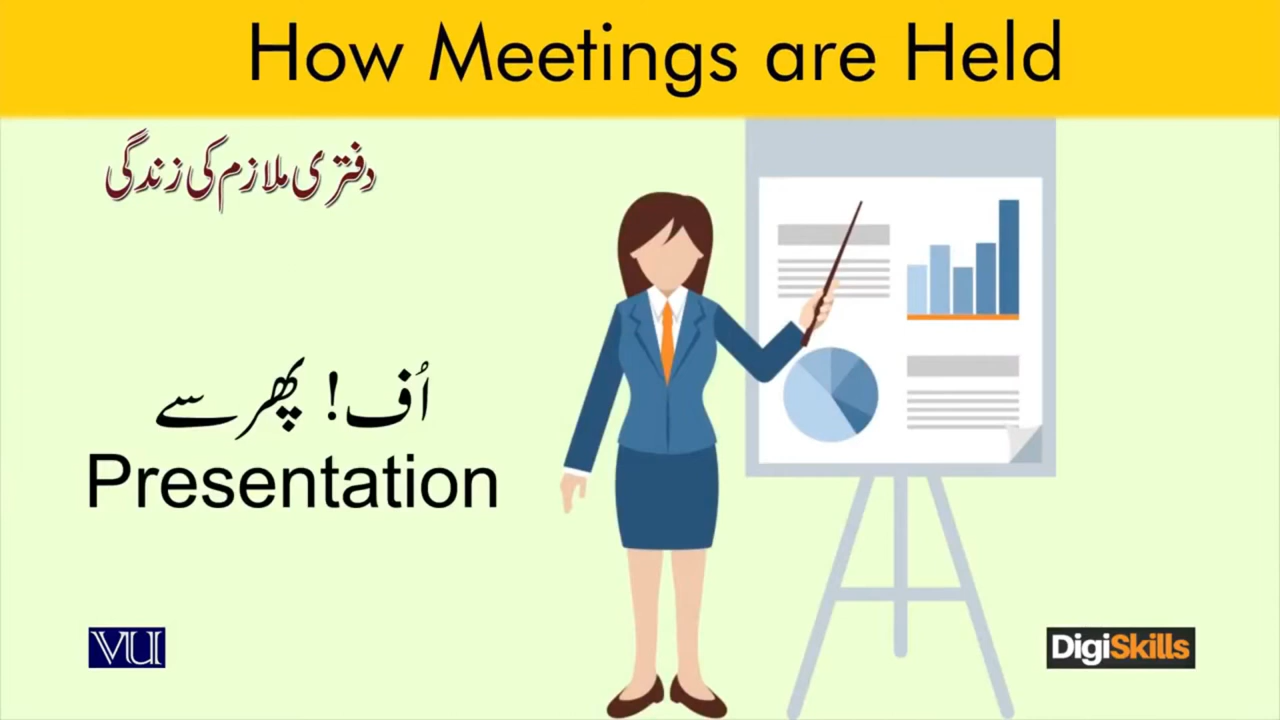 How Meetings are Held
دفتری ملازم کی زندگی
اُف! پھر سے
Presentation
VU
DigiSkills